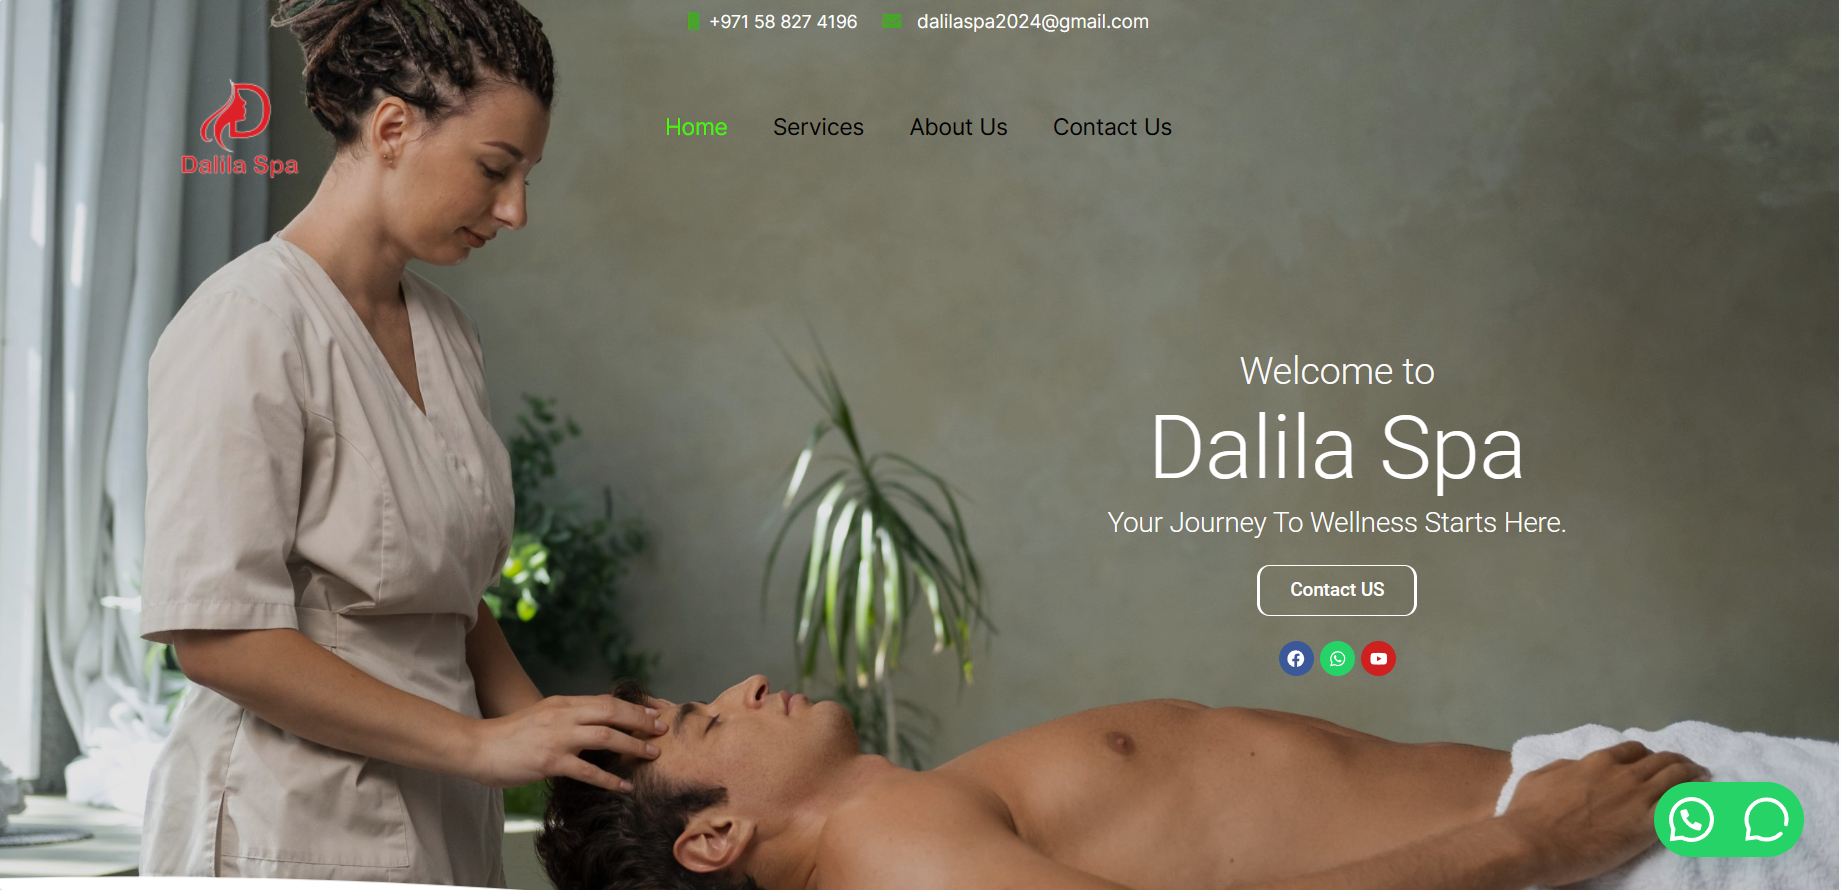 +971 58 827 4196 dalilaspa2024@gmail.com
Dalila Spa
Home Services About Us Contact Us
Welcome to
Dalila Spa
Your Journey To Wellness Starts Here.
Contact US